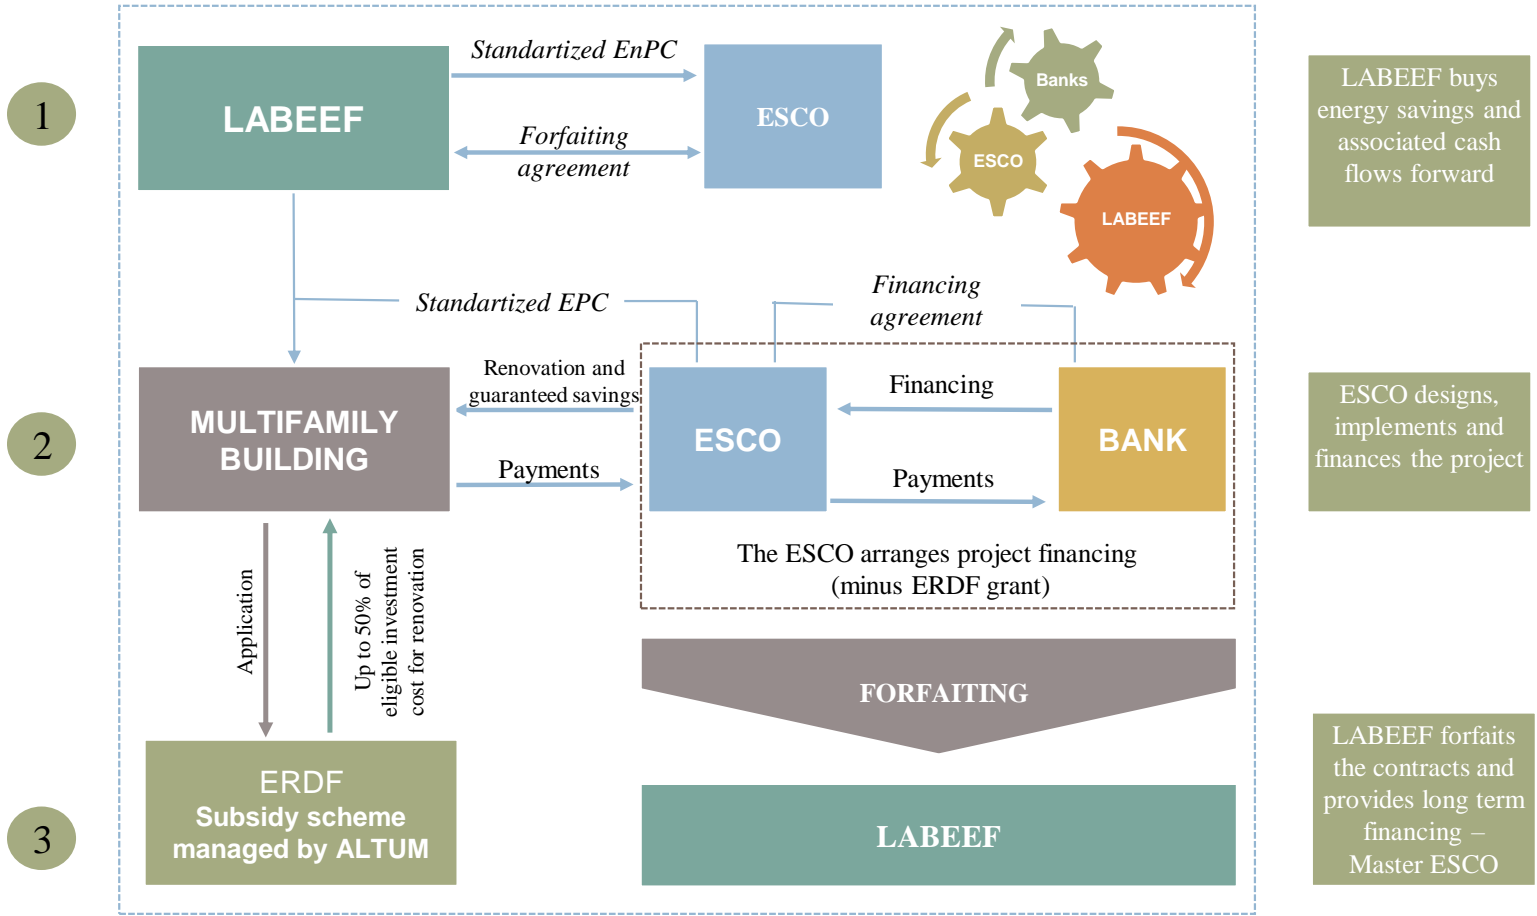 1
LABEEF
Standartized EnPC
Forfaiting
agreement
ESCO
Banks
ESCO
LABEEF
LABEEF buys
energy savings and
associated cash
flows forward
Standartized EPC
Financing
agreement
2
MULTIFAMILY
BUILDING
Renovation and
guaranteed savings
Payments
ESCO
Financing
Payments
BANK
The ESCO arranges project financing
(minus ERDF grant)
ESCO designs,
implements and
finances the project
Application
Up to 50% of
eligible investment
cost for renovation
FORFAITING
3
ERDF
Subsidy scheme
managed by ALTUM
LABEEF
LABEEF forfaits
the contracts and
provides long term
financing –
Master ESCO